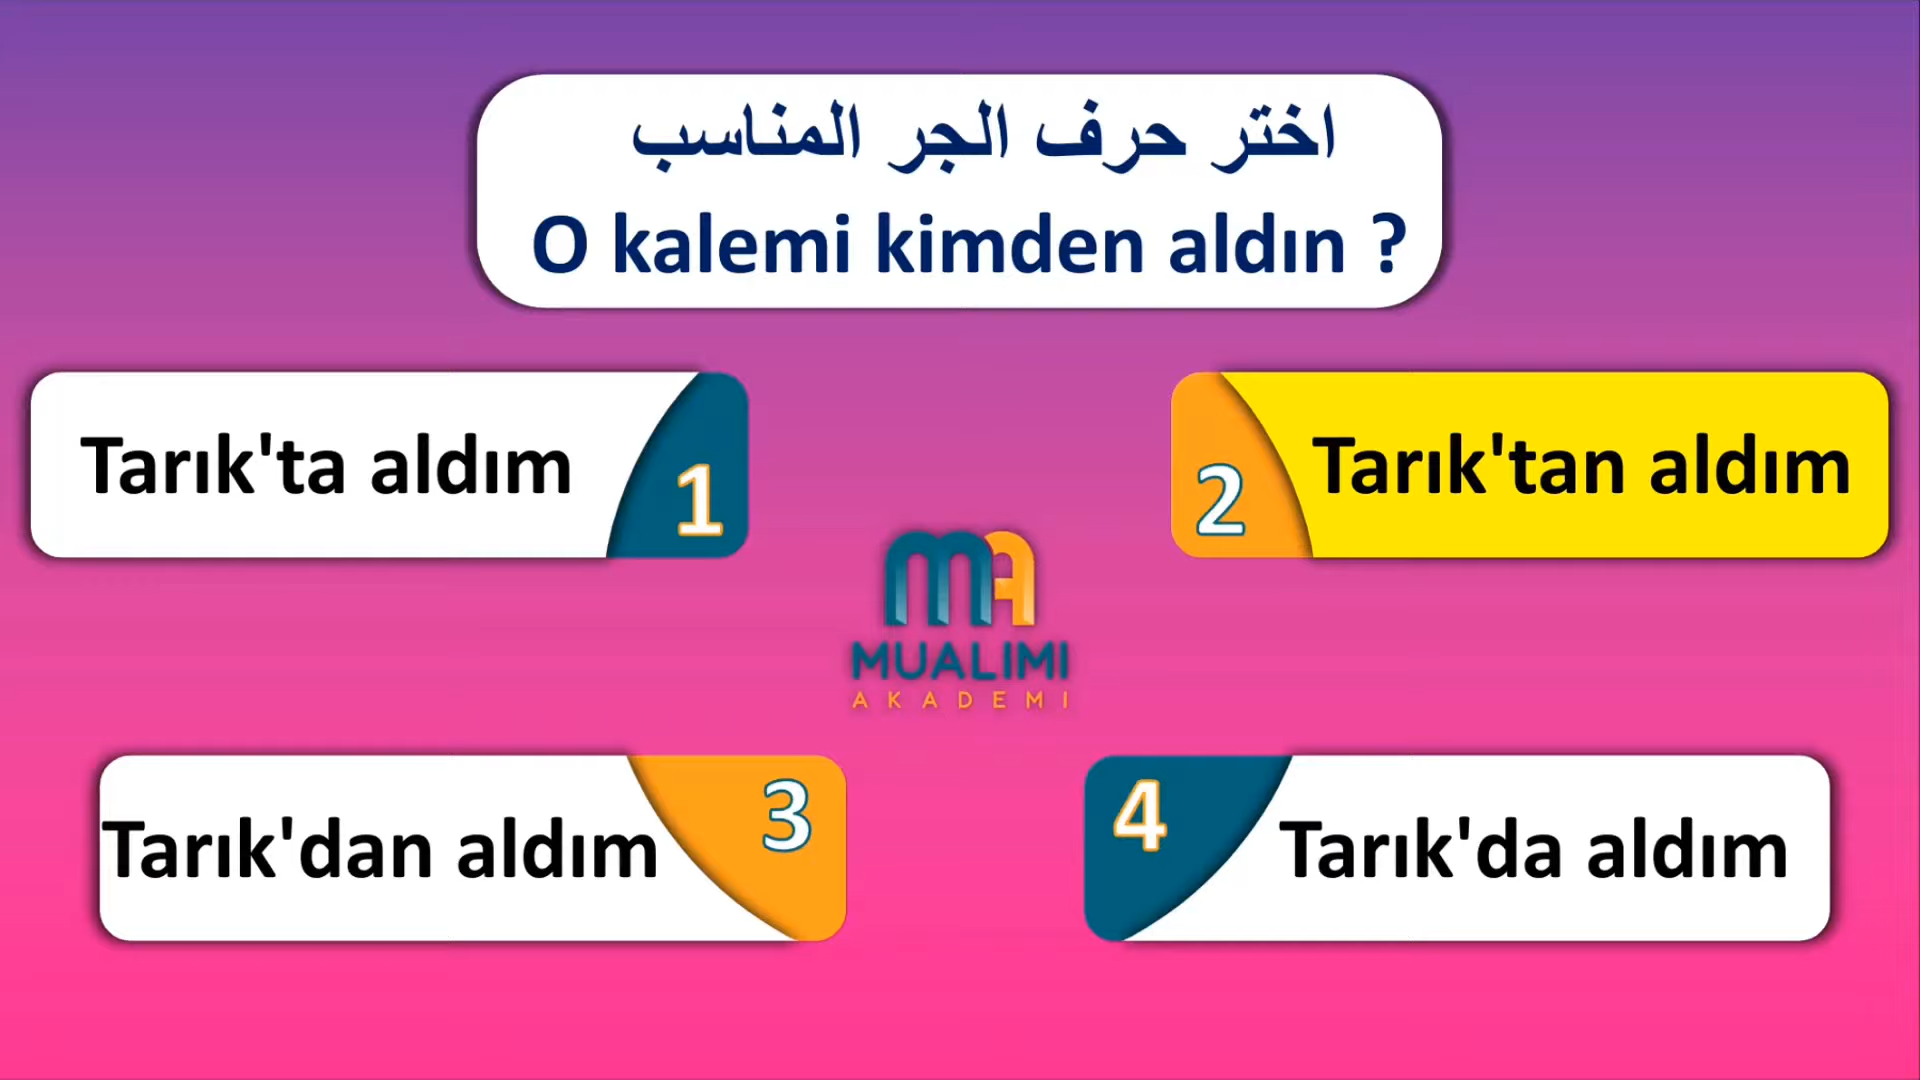 اختر حرف الجر المناسب
O kalemi kimden aldın ?
Tarık'ta aldım
1
2
Tarık'tan aldım
MA
MUALIMI
AKADEMI
Tarık'dan aldım
3
4
Tarık'da aldım